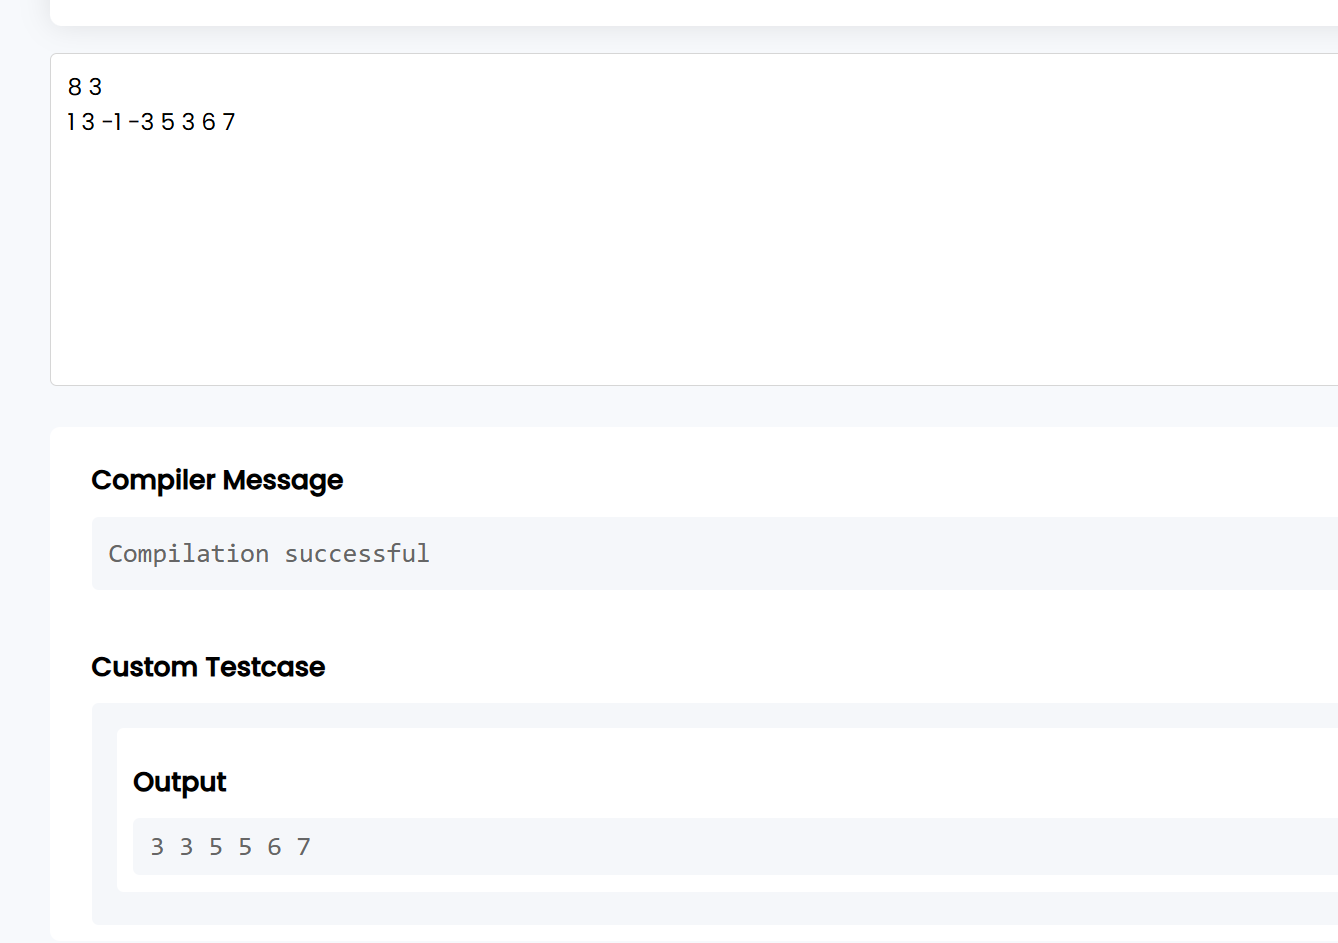 8 3
1 3 -1 -3 5 3 6 7
Compiler Message
Compilation successful
Custom Testcase
Output
3 3 5 5 6 7